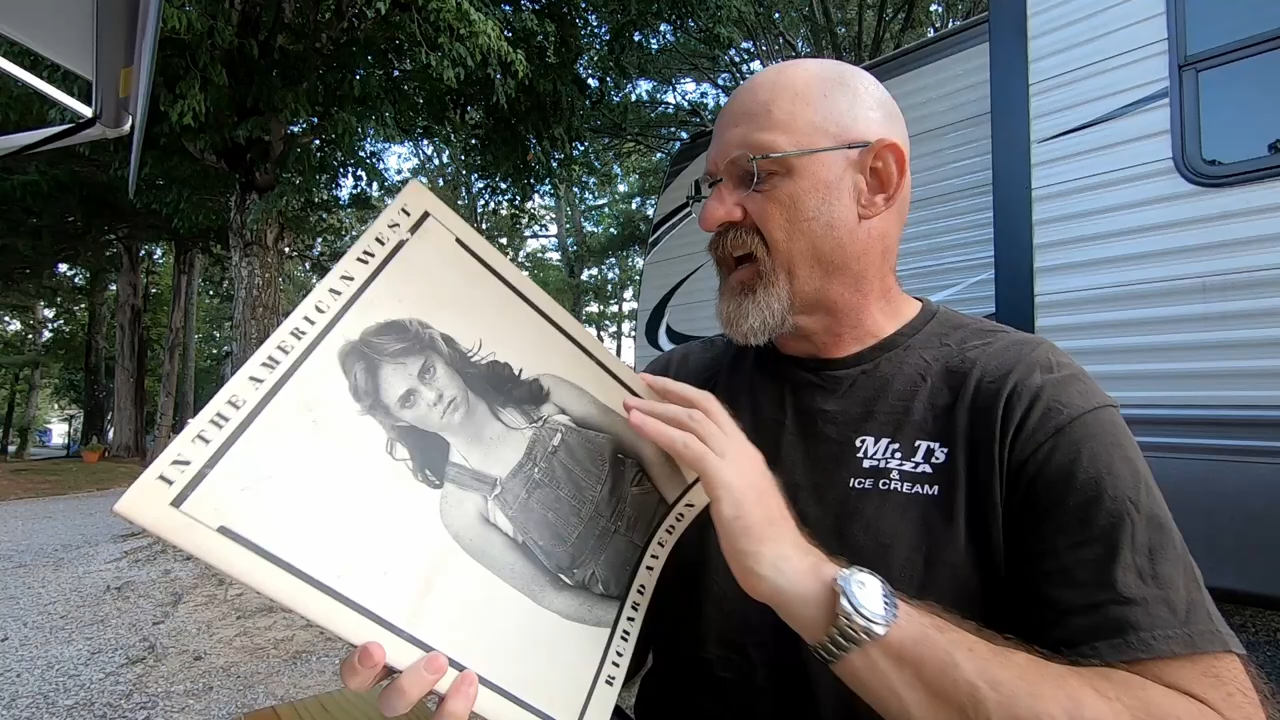 IN THE AMERICAN WEST
RICHARD AVEDON
Mr. T's
PIZZA
&
ICE CREAM